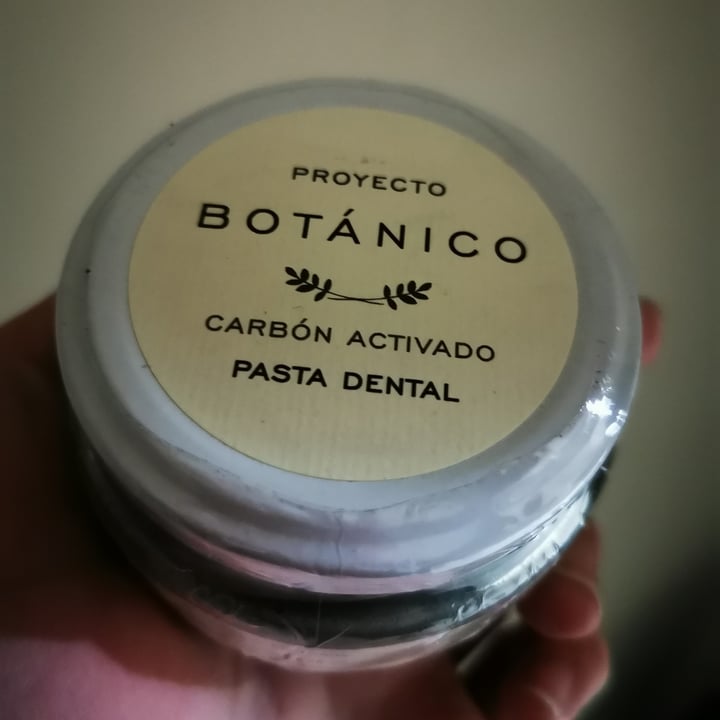 PROYECTO
BOTÁNICO
CARBÓN ACTIVADO
PASTA DENTAL